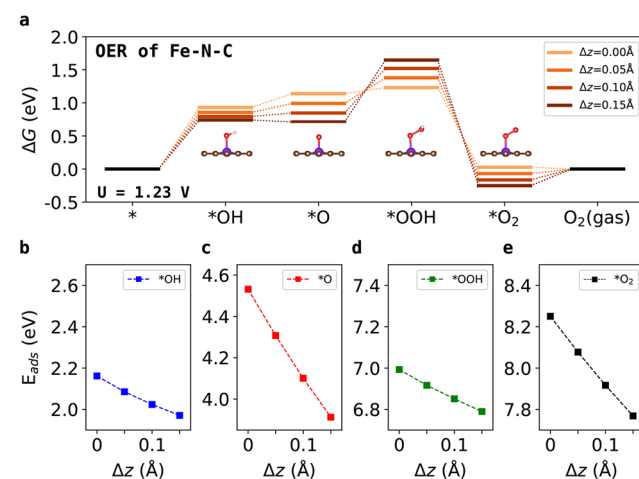 a
OER of Fe-N-C
Δz=0.00Å
Δz=0.05Å
Δz=0.10Å
Δz=0.15Å
2.0
1.5
1.0
0.5
0.0
-0.5
ΔG (eV)
U = 1.23 V
* *OH *O *OOH *O₂ O₂(gas)
b c d e
*OH *O *OOH *O₂
E_ads (eV)
2.6 4.6 7.4 8.4
2.4 4.4 7.2 8.2
2.2 4.2 7.0 8.0
2.0 4.0 6.8 7.8
0 0.1 0 0.1 0 0.1 0 0.1
Δz (Å) Δz (Å) Δz (Å) Δz (Å)